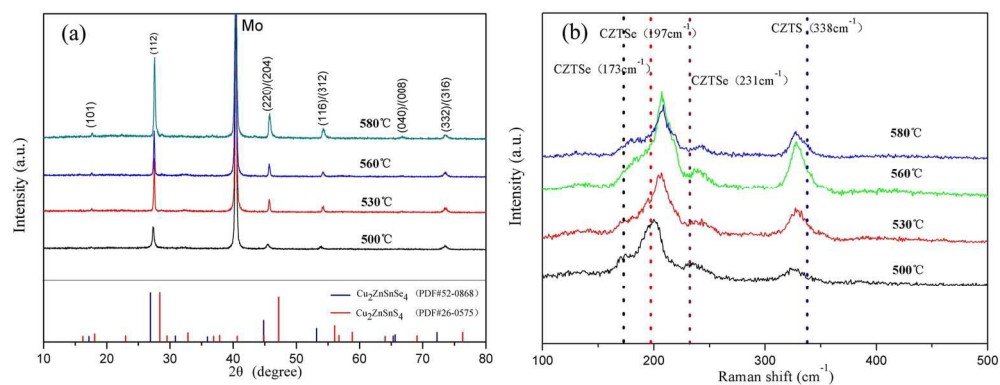 (a)
Mo
(112)
(101)
(220)/(204)
(116)/(312)
(040)/(008)
(332)/(316)
580℃
560℃
530℃
500℃
Intensity (a.u.)
Cu2ZnSnSe4 (PDF#52-0868)
Cu2ZnSnS4 (PDF#26-0575)
10 20 30 40 50 60 70 80
2θ (degree)
(b)
CZTSe (197cm-1)
CZTS (338cm-1)
CZTSe (173cm-1)
CZTSe (231cm-1)
580℃
560℃
530℃
500℃
Intensity (a.u.)
100 200 300 400 500
Raman shift (cm-1)